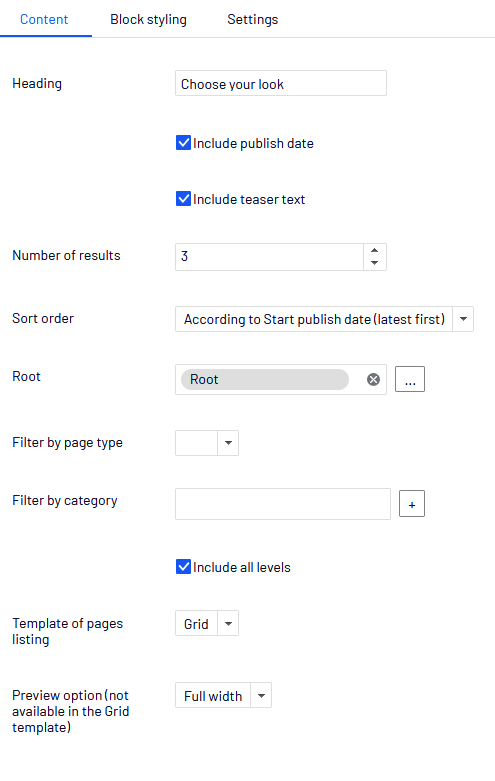 Content Block styling Settings
Heading Choose your look
Include publish date
Include teaser text
Number of results 3
Sort order According to Start publish date (latest first)
Root Root ...
Filter by page type
Filter by category +
Include all levels
Template of pages
listing
Grid
Preview option (not
available in the Grid
template)
Full width